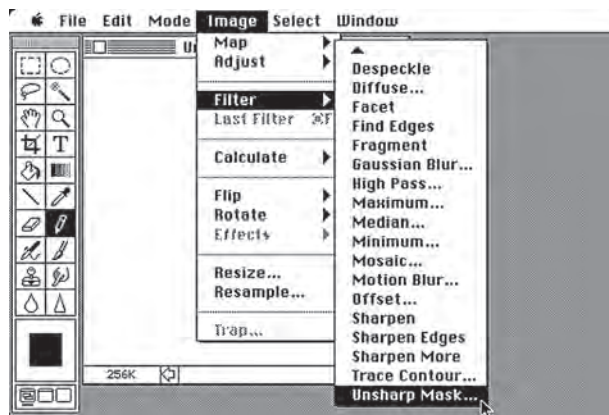 File Edit Mode Image Select Window
Map
Adjust
Filter
Last Filter ⌘F
Calculate
Flip
Rotate
Effects
Resize...
Resample...
Trap...
Despeckle
Diffuse...
Facet
Find Edges
Fragment
Gaussian Blur...
High Pass...
Maximum...
Median...
Minimum...
Mosaic...
Motion Blur...
Offset...
Sharpen
Sharpen Edges
Sharpen More
Trace Contour...
Unsharp Mask...
T
256K